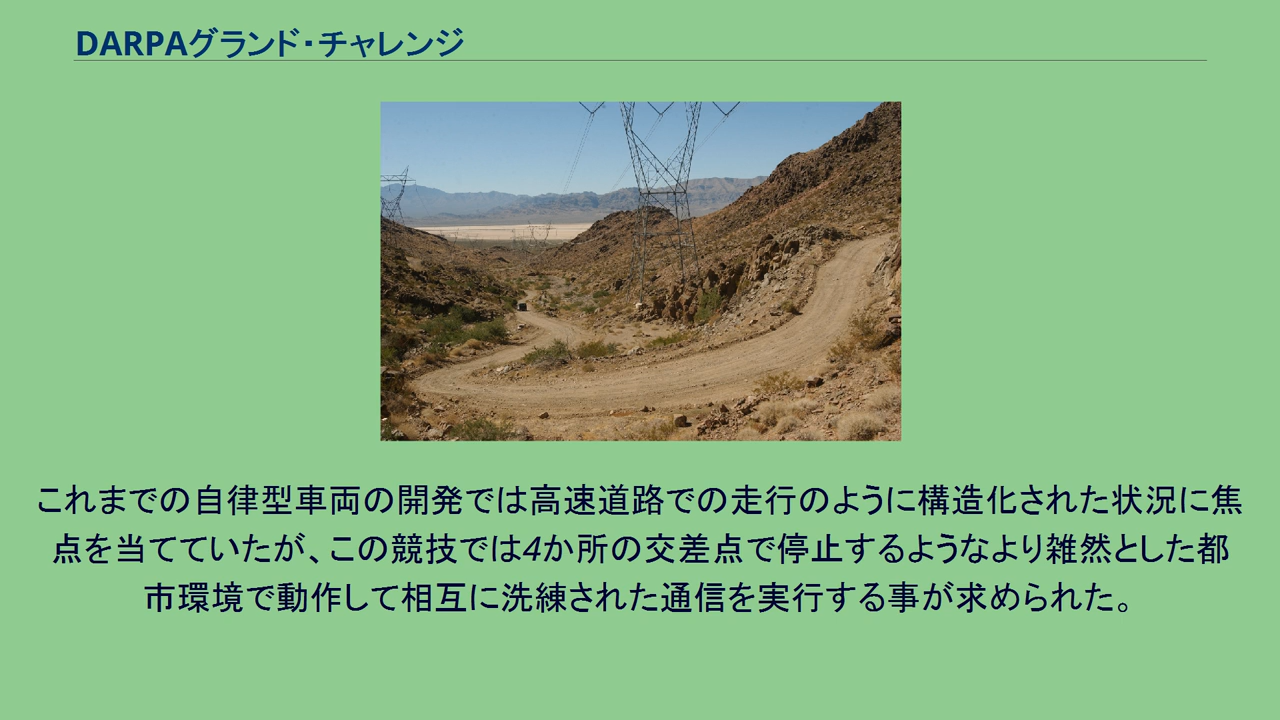 DARPAグランド・チャレンジ
これまでの自律型車両の開発では高速道路での走行のように構造化された状況に焦
点を当てていたが、この競技では4か所の交差点で停止するようなより雑然とした都
市環境で動作して相互に洗練された通信を実行する事が求められた。